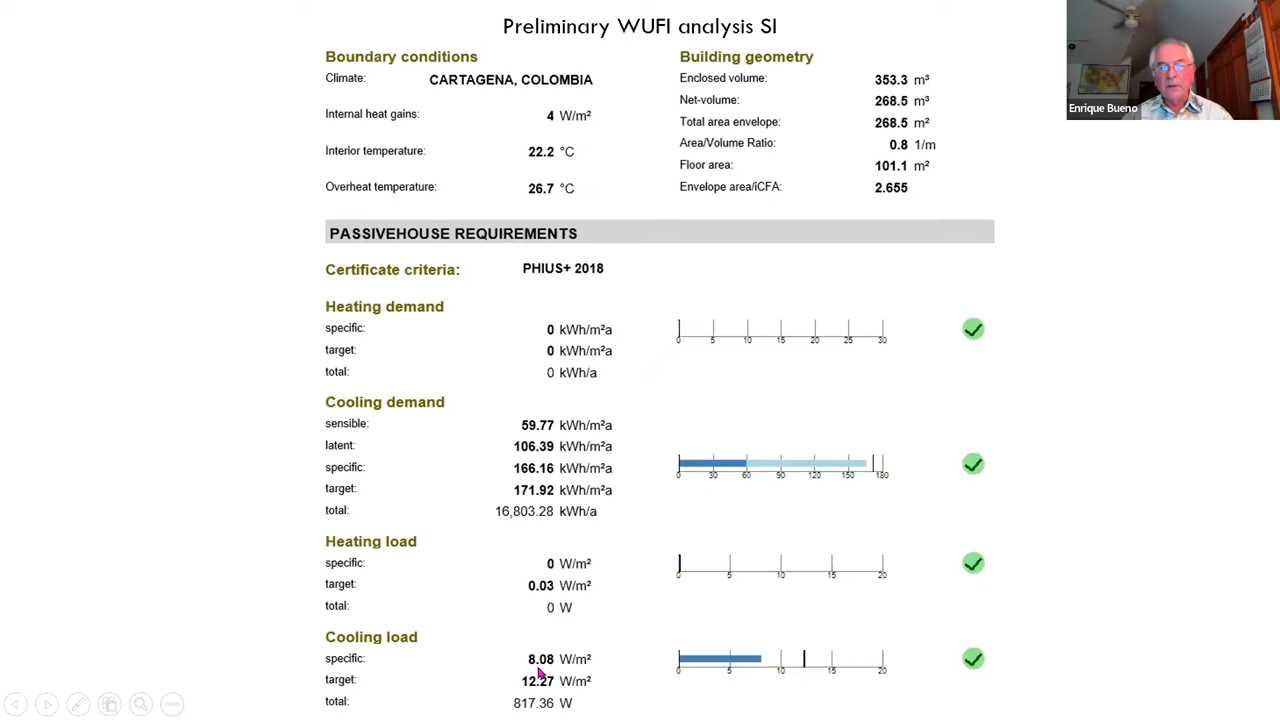 Preliminary WUFI analysis SI
Boundary conditions
Climate: CARTAGENA, COLOMBIA
Internal heat gains: 4 W/m²
Interior temperature: 22.2 °C
Overheat temperature: 26.7 °C
Building geometry
Enclosed volume: 353.3 m³
Net-volume: 268.5 m³
Total area envelope: 268.5 m²
Area/Volume Ratio: 0.8 1/m
Floor area: 101.1 m²
Envelope area/iCFA: 2.655
Enrique Bueno
PASSIVEHOUSE REQUIREMENTS
Certificate criteria: PHIUS+ 2018
Heating demand
specific: 0 kWh/m²a
target: 0 kWh/m²a
total: 0 kWh/a
0 5 10 15 20 25 30
Cooling demand
sensible: 59.77 kWh/m²a
latent: 106.39 kWh/m²a
specific: 166.16 kWh/m²a
target: 171.92 kWh/m²a
total: 16,803.28 kWh/a
0 30 60 90 120 150 180
Heating load
specific: 0 W/m²
target: 0.03 W/m²
total: 0 W
0 5 10 15 20
Cooling load
specific: 8.08 W/m²
target: 12.27 W/m²
total: 817.36 W
0 5 10 15 20